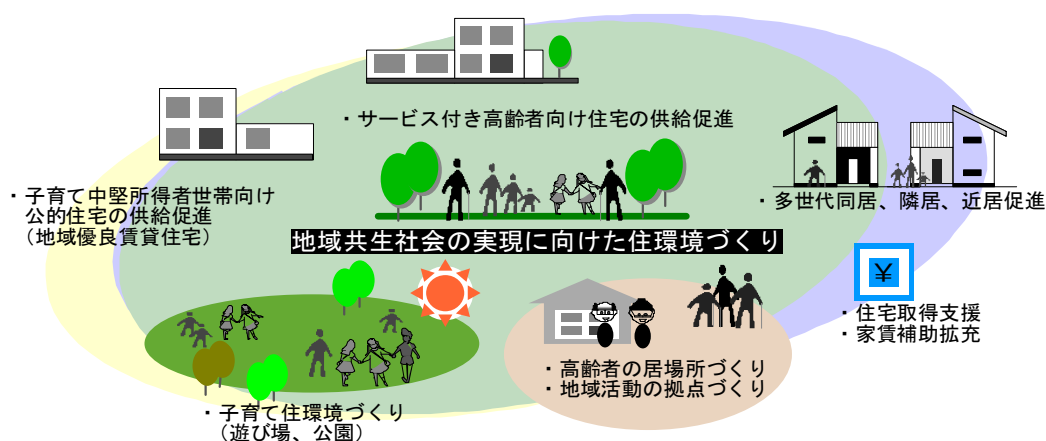 ・サービス付き高齢者向け住宅の供給促進
・子育て中堅所得者世帯向け
公的住宅の供給促進
（地域優良賃貸住宅）
・多世代同居、隣居、近居促進
地域共生社会の実現に向けた住環境づくり
¥
・住宅取得支援
・家賃補助拡充
・高齢者の居場所づくり
・地域活動の拠点づくり
・子育て住環境づくり
（遊び場、公園）